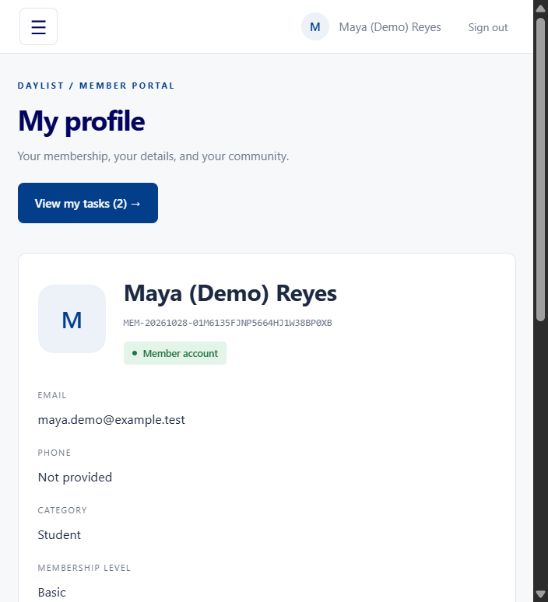 ☰
M
Maya (Demo) Reyes
Sign out
DAYLIST / MEMBER PORTAL
My profile
Your membership, your details, and your community.
View my tasks (2) →
M
Maya (Demo) Reyes
MEM-20261028-01M6135FJNP5664HJ1W38BP0XB
Member account
EMAIL
maya.demo@example.test
PHONE
Not provided
CATEGORY
Student
MEMBERSHIP LEVEL
Basic